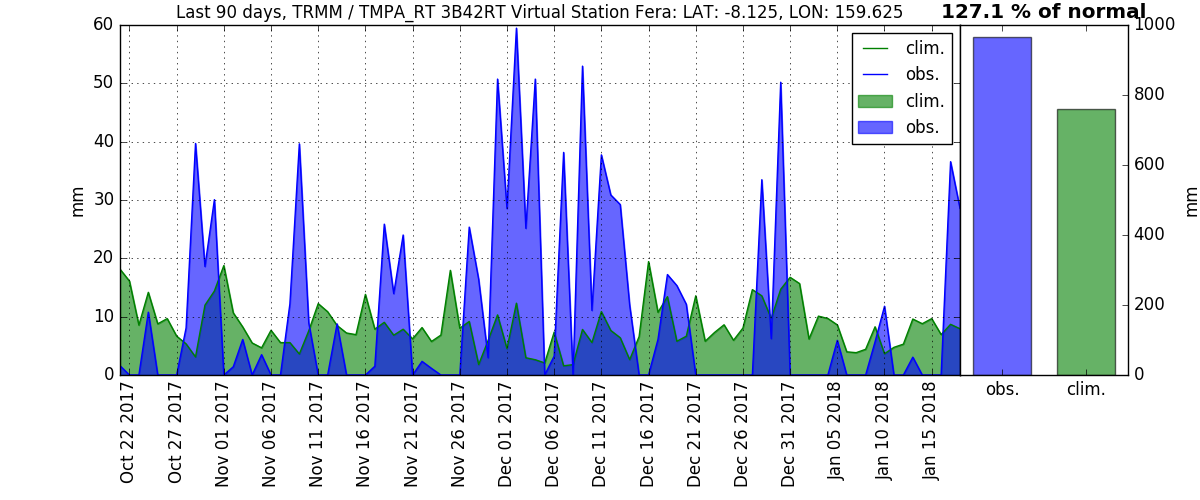 Last 90 days, TRMM / TMPA_RT 3B42RT Virtual Station Fera: LAT: -8.125, LON: 159.625
127.1 % of normal
60
50
40
30
20
10
0
mm
clim.
obs.
clim.
obs.
1000
800
600
400
200
0
mm
Oct 22 2017
Oct 27 2017
Nov 01 2017
Nov 06 2017
Nov 11 2017
Nov 16 2017
Nov 21 2017
Nov 26 2017
Dec 01 2017
Dec 06 2017
Dec 11 2017
Dec 16 2017
Dec 21 2017
Dec 26 2017
Dec 31 2017
Jan 05 2018
Jan 10 2018
Jan 15 2018
obs.
clim.